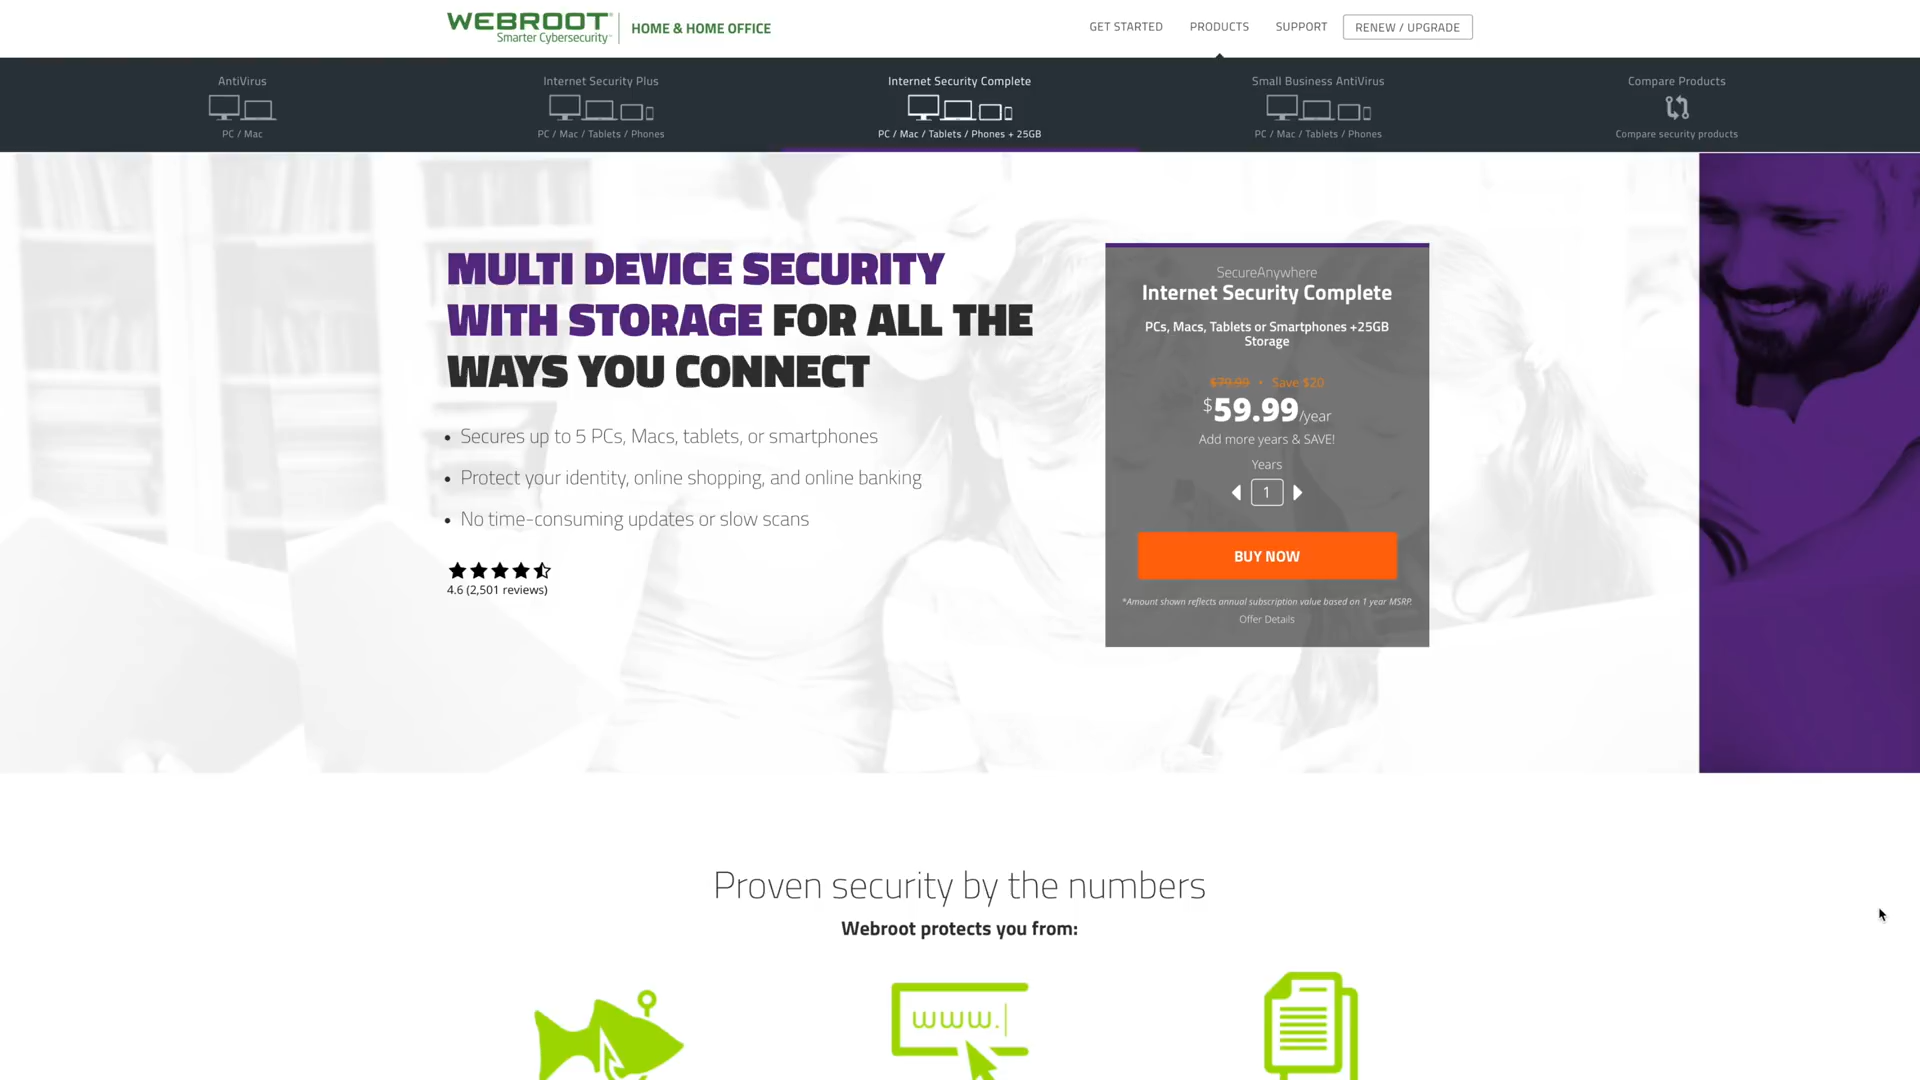 WEBROOT
Smarter Cybersecurity
HOME & HOME OFFICE
GET STARTED
PRODUCTS
SUPPORT
RENEW / UPGRADE
AntiVirus
PC / Mac
Internet Security Plus
PC / Mac / Tablets / Phones
Internet Security Complete
PC / Mac / Tablets / Phones + 25GB
Small Business AntiVirus
PC / Mac / Tablets / Phones
Compare Products
Compare security products
MULTI DEVICE SECURITY
WITH STORAGE FOR ALL THE
WAYS YOU CONNECT
• Secures up to 5 PCs, Macs, tablets, or smartphones
• Protect your identity, online shopping, and online banking
• No time-consuming updates or slow scans
4.6 (2,501 reviews)
SecureAnywhere
Internet Security Complete
PCs, Macs, Tablets or Smartphones +25GB
Storage
$79.99 • Save $20
$59.99/year
Add more years & SAVE!
Years
1
BUY NOW
*Amount shown reflects annual subscription value based on 1 year MSRP.
Offer Details
Proven security by the numbers
Webroot protects you from:
www.